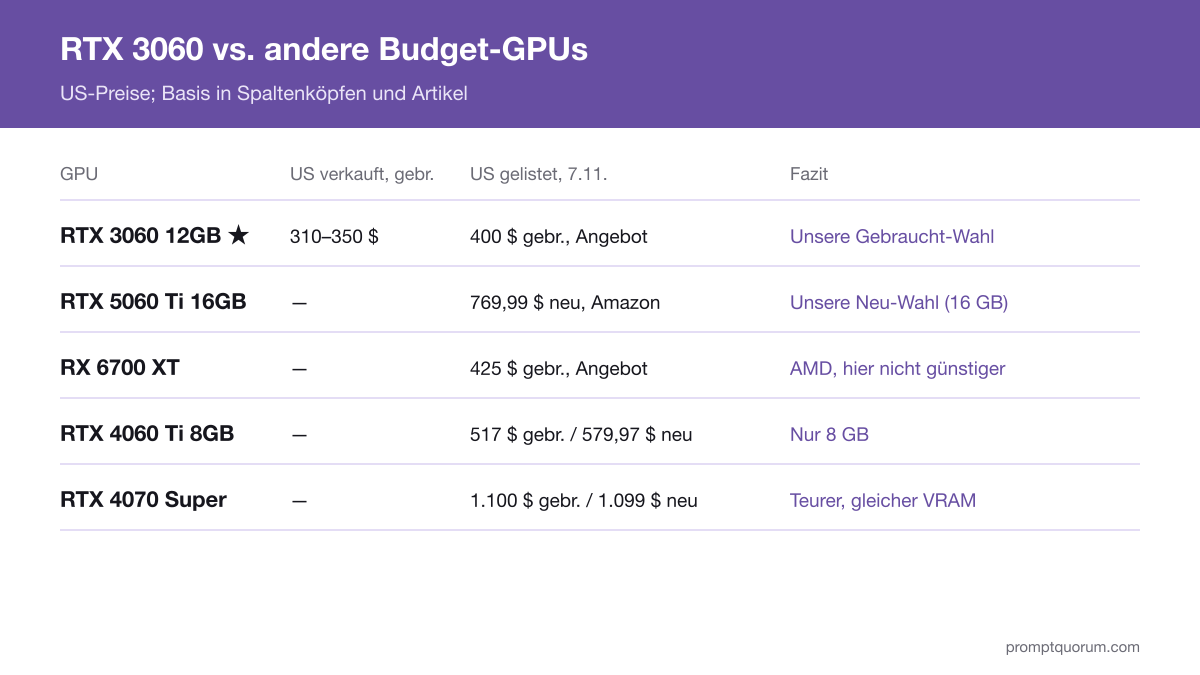 RTX 3060 vs. andere Budget-GPUs
US-Preise; Basis in Spaltenköpfen und Artikel
GPU US verkauft, gebr. US gelistet, 7.11. Fazit
RTX 3060 12GB ★ 310–350 $ 400 $ gebr., Angebot Unsere Gebraucht-Wahl
RTX 5060 Ti 16GB — 769,99 $ neu, Amazon Unsere Neu-Wahl (16 GB)
RX 6700 XT — 425 $ gebr., Angebot AMD, hier nicht günstiger
RTX 4060 Ti 8GB — 517 $ gebr. / 579,97 $ neu Nur 8 GB
RTX 4070 Super — 1.100 $ gebr. / 1.099 $ neu Teurer, gleicher VRAM
promptquorum.com